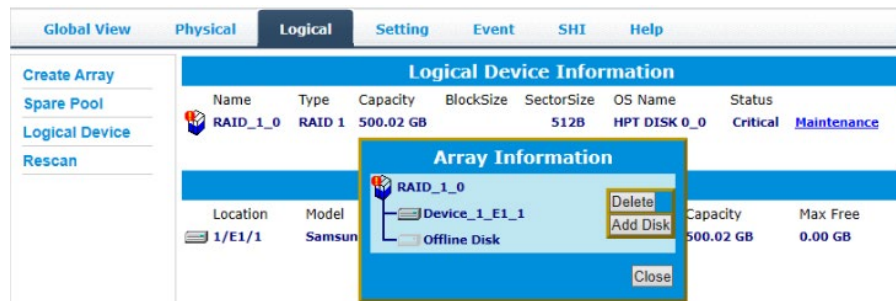 Global View Physical Logical Setting Event SHI Help
Create Array
Spare Pool
Logical Device
Rescan
Logical Device Information
Name Type Capacity BlockSize SectorSize OS Name Status
RAID_1_0 RAID 1 500.02 GB 512B HPT DISK 0_0 Critical Maintenance
Array Information
RAID_1_0
Device_1_E1_1
Offline Disk
Delete
Add Disk
Close
Location Model Capacity Max Free
1/E1/1 Samsun 500.02 GB 0.00 GB